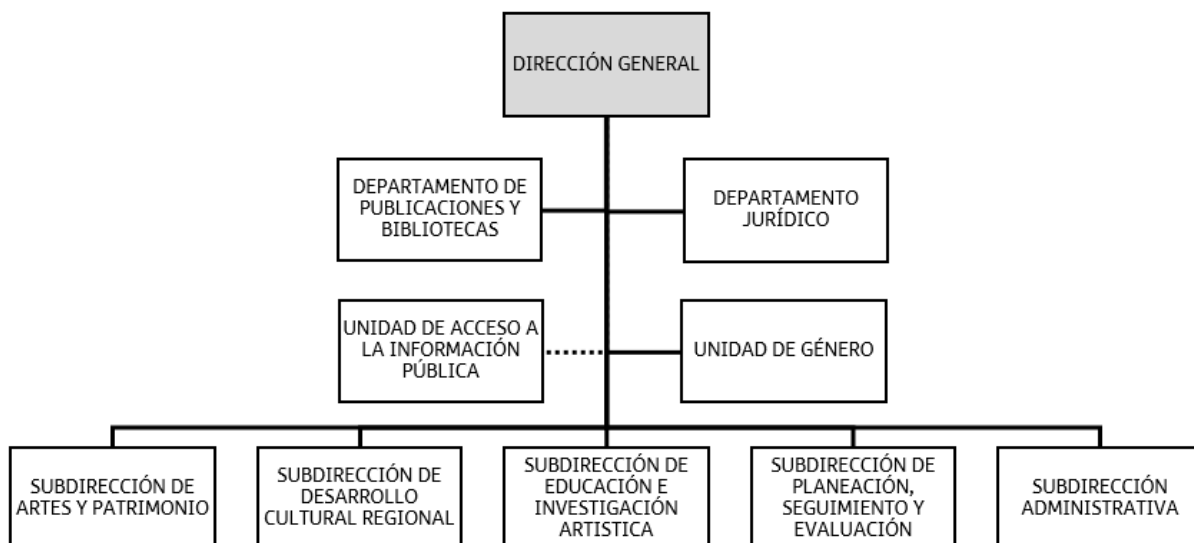 DIRECCIÓN GENERAL
DEPARTAMENTO DE
PUBLICACIONES Y
BIBLIOTECAS
DEPARTAMENTO
JURÍDICO
UNIDAD DE ACCESO A
LA INFORMACIÓN
PÚBLICA
UNIDAD DE GÉNERO
SUBDIRECCIÓN DE
ARTES Y PATRIMONIO
SUBDIRECCIÓN DE
DESARROLLO
CULTURAL REGIONAL
SUBDIRECCIÓN DE
EDUCACIÓN E
INVESTIGACIÓN
ARTISTICA
SUBDIRECCIÓN DE
PLANEACIÓN,
SEGUIMIENTO Y
EVALUACIÓN
SUBDIRECCIÓN
ADMINISTRATIVA